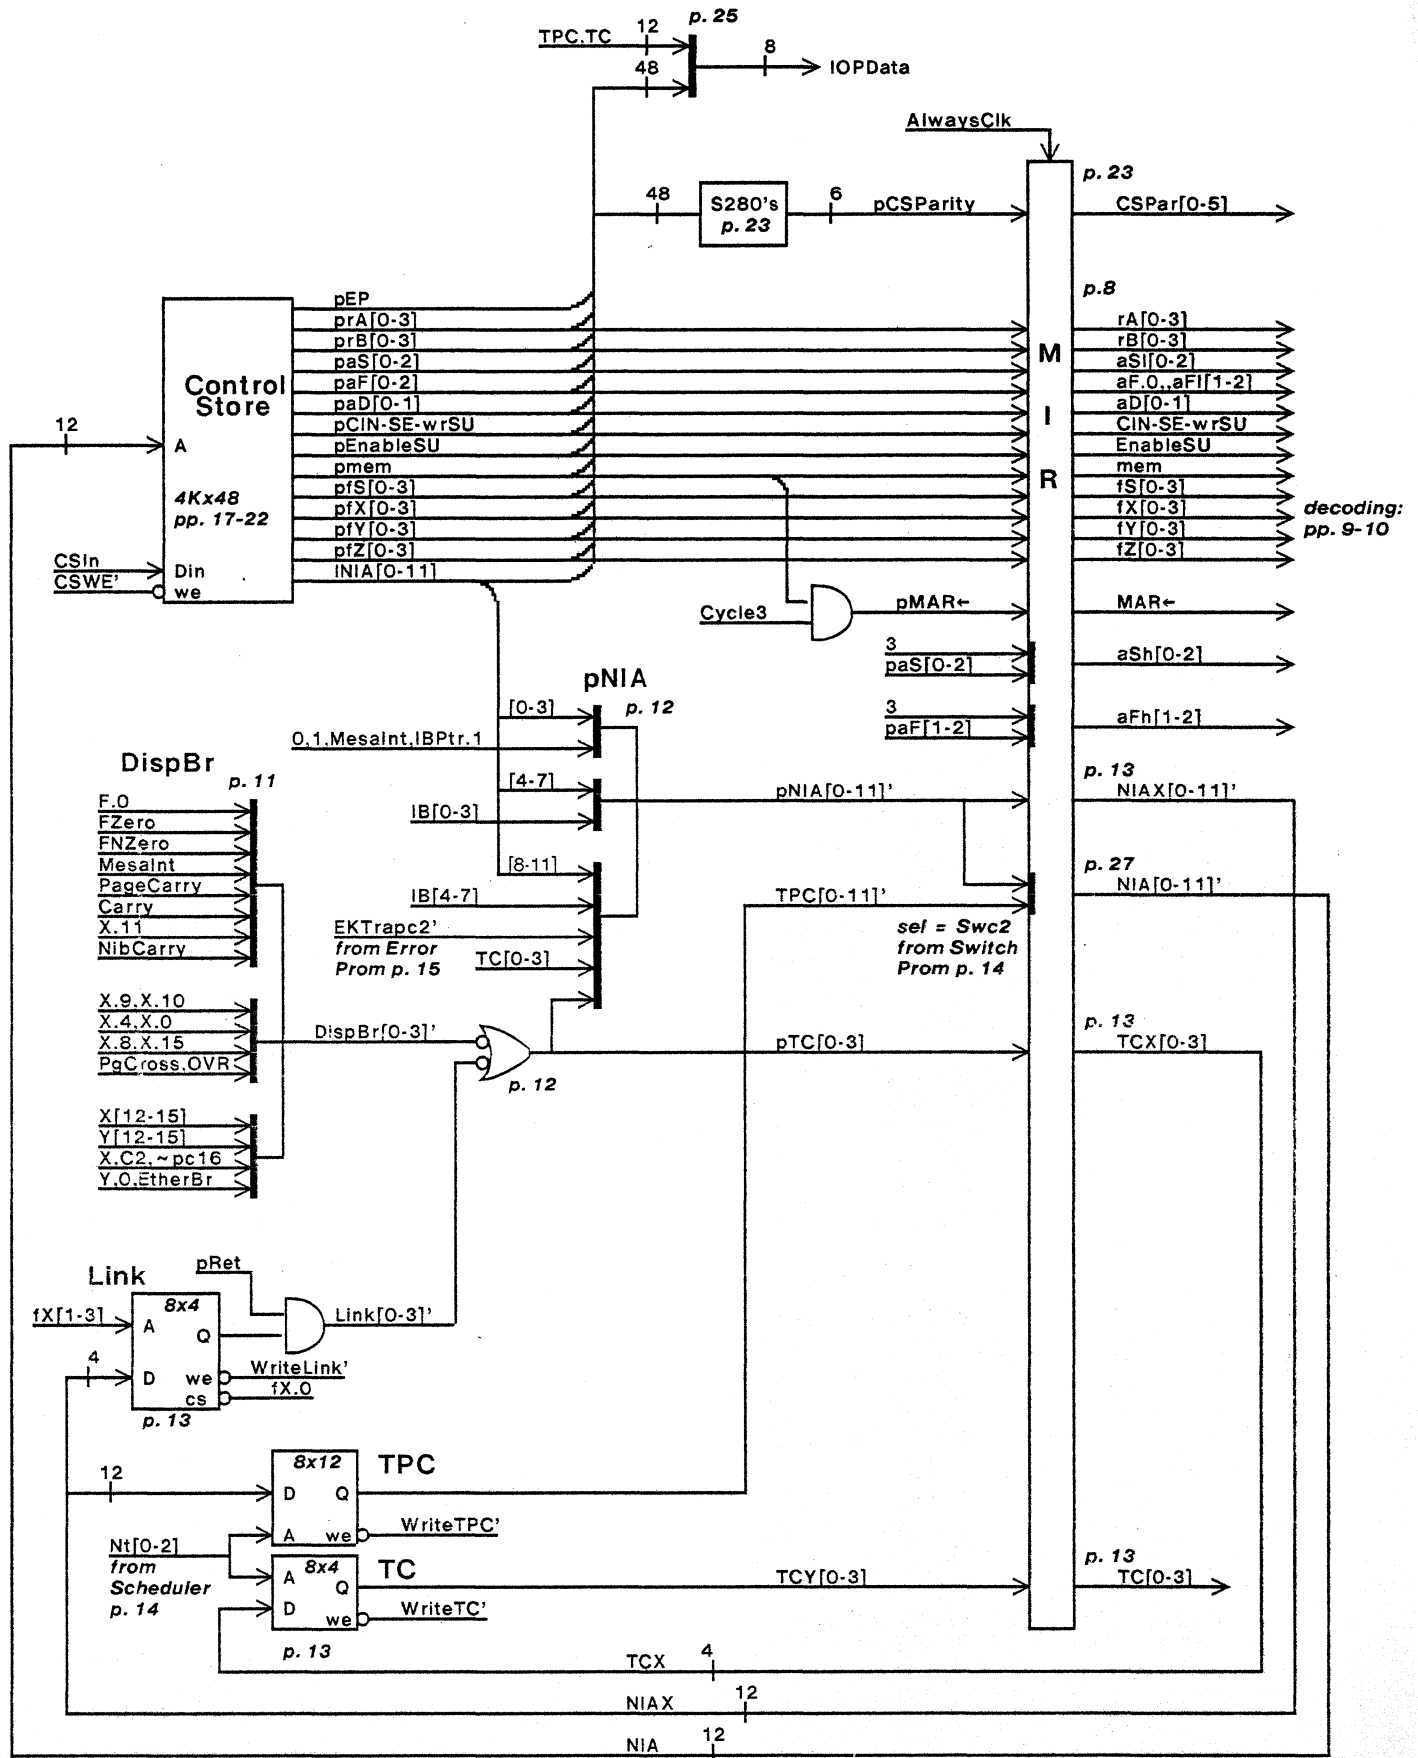 p. 25
TPC.TC
12
48
8
IOPData
AlwaysClk
p. 23
48
S280's
p. 23
6
pCSParity
CSPar[0-5]
p.8
Control
Store
12
A
4Kx48
pp. 17-22
CSIn
Din
CSWE'
we
pEP
prA[0-3]
prB[0-3]
paS[0-2]
paF[0-2]
paD[0-1]
pCIN-SE-wrSU
pEnableSU
pmem
pfS[0-3]
pfX[0-3]
pfY[0-3]
pfZ[0-3]
INIA[0-11]
M
I
R
rA[0-3]
rB[0-3]
aSl[0-2]
aF.0,,aFl[1-2]
aD[0-1]
CIN-SE-wrSU
EnableSU
mem
fS[0-3]
fX[0-3]
fY[0-3]
fZ[0-3]
decoding:
pp. 9-10
Cycle3
pMAR←
MAR←
3
paS[0-2]
aSh[0-2]
3
paF[1-2]
aFh[1-2]
pNIA
p. 12
[0-3]
0,1,MesaInt,IBPtr.1
[4-7]
IB[0-3]
[8-11]
IB[4-7]
EKTrapc2'
from Error
Prom p. 15
TC[0-3]
pNIA[0-11]'
p. 13
NIAX[0-11]'
TPC[0-11]'
sel = Swc2
from Switch
Prom p. 14
p. 27
NIA[0-11]'
DispBr
p. 11
F.0
FZero
FNZero
MesaInt
PageCarry
Carry
X.11
NibCarry
X.9,X.10
X.4,X.0
X.8,X.15
PgCross,OVR
X[12-15]
Y[12-15]
X.C2,~pc16
Y.0,EtherBr
DispBr[0-3]'
p. 12
pTC[0-3]
p. 13
TCX[0-3]
Link
pRet
fX[1-3]
8x4
A
Q
4
D
we
cs
p. 13
Link[0-3]'
WriteLink'
fX.0
12
8x12
D
Q
A
we
TPC
WriteTPC'
Nt[0-2]
from
Scheduler
p. 14
8x4
A
Q
D
we
p. 13
TC
WriteTC'
TCY[0-3]
p. 13
TC[0-3]
TCX
4
NIAX
12
NIA
12